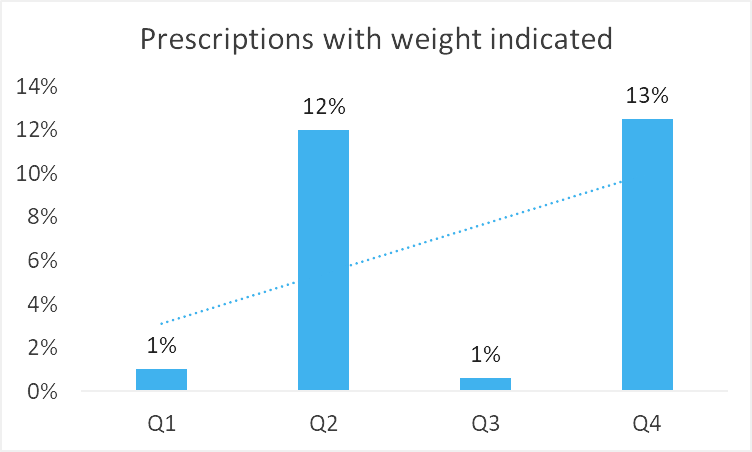 Prescriptions with weight indicated
14%
12%
10%
8%
6%
4%
2%
0%
1%
12%
1%
13%
Q1
Q2
Q3
Q4